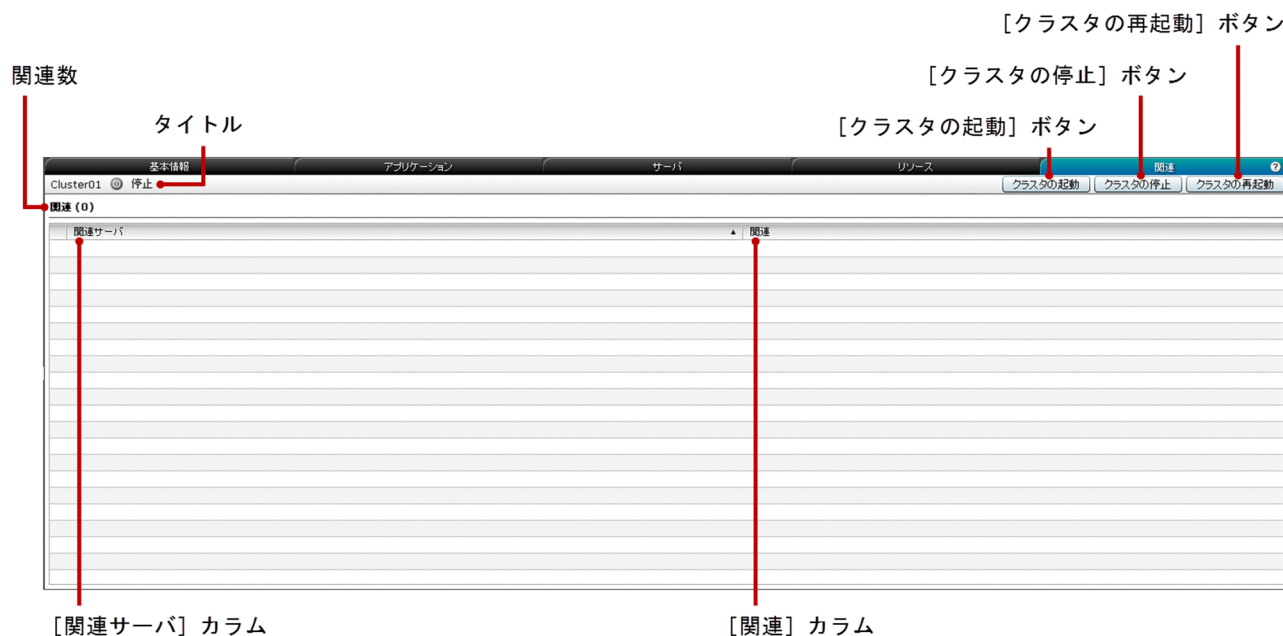 [クラスタの再起動] ボタン
関連数
[クラスタの停止] ボタン
タイトル
[クラスタの起動] ボタン
基本情報 アプリケーション サーバ リソース 関連 ?
Cluster01 停止 クラスタの起動 クラスタの停止 クラスタの再起動
関連 (0)
関連サーバ ▲ 関連
[関連サーバ] カラム [関連] カラム